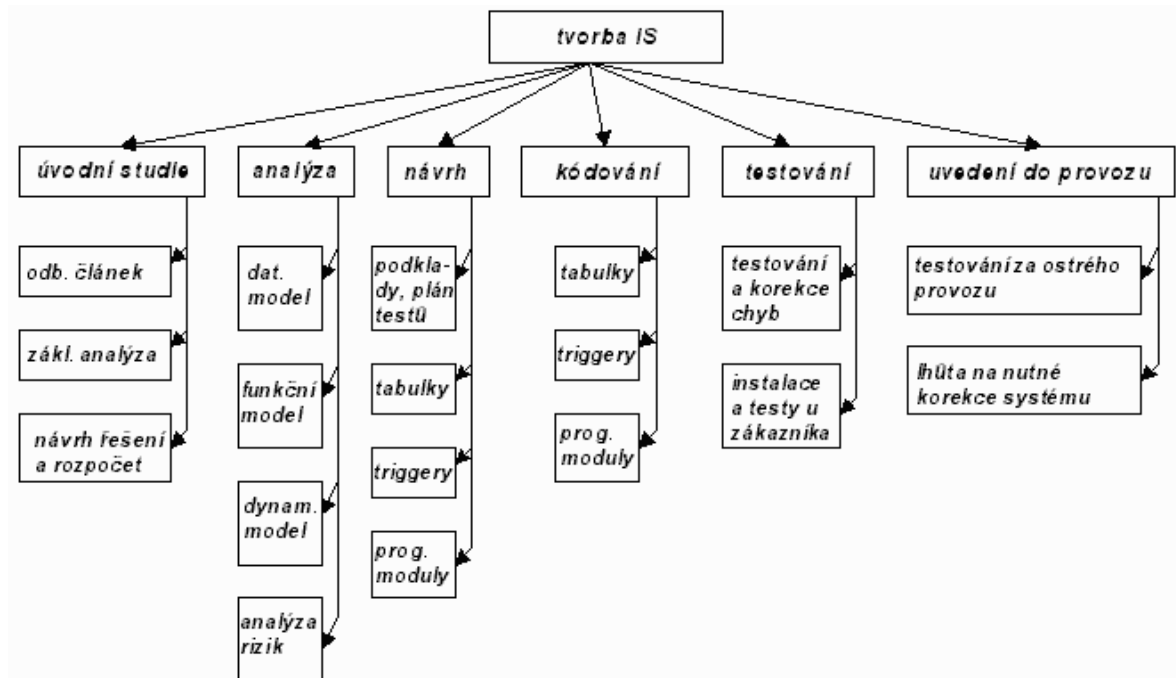 tvorba IS
úvodní studie
analýza
návrh
kódování
testování
uvedení do provozu
odb. článek
zákl. analýza
návrh řešení
a rozpočet
dat.
model
funkční
model
dynam.
model
analýza
rizik
podkla-
dy, plán
testů
tabulky
triggery
prog.
moduly
tabulky
triggery
prog.
moduly
testování
a korekce
chyb
instalace
a testy u
zákazníka
testování za ostrého
provozu
lhůta na nutné
korekce systému